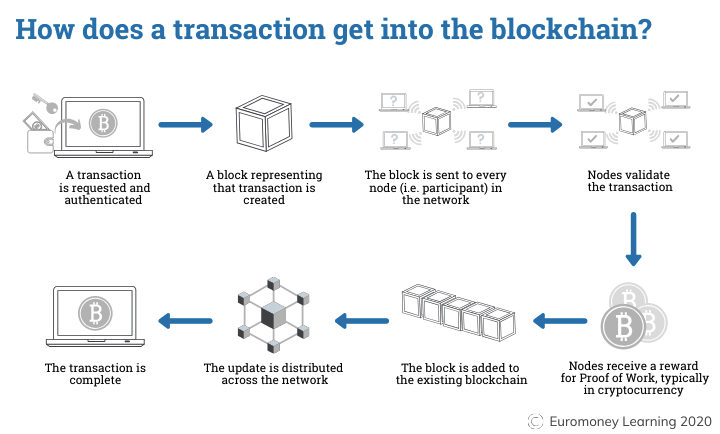 How does a transaction get into the blockchain?
A transaction
is requested and
authenticated
A block representing
that transaction is
created
The block is sent to every
node (i.e. participant) in
the network
Nodes validate
the transaction
Nodes receive a reward
for Proof of Work, typically
in cryptocurrency
The block is added to
the existing blockchain
The update is distributed
across the network
The transaction is
complete
© Euromoney Learning 2020